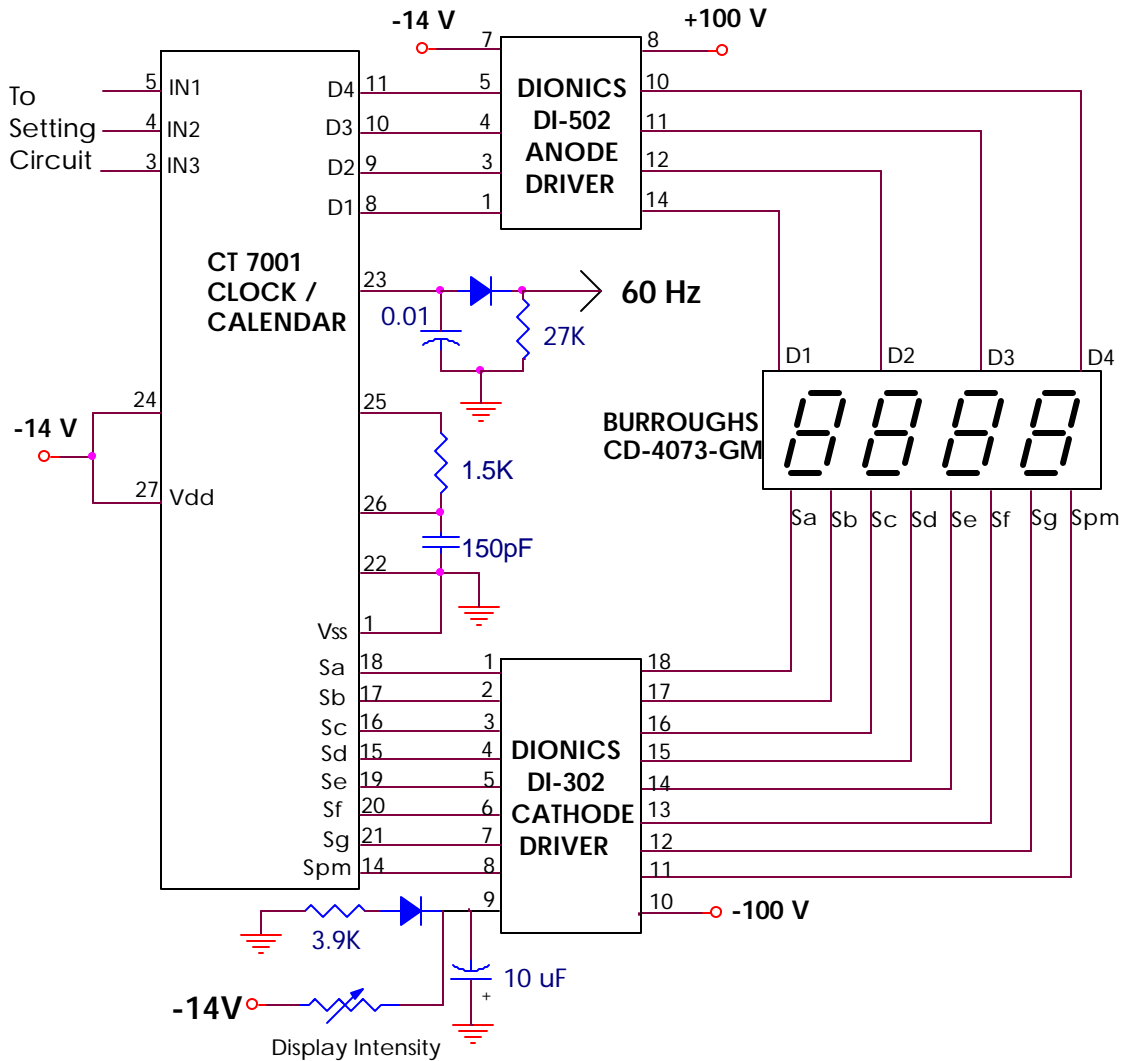 -14 V
+100 V
7
8
5 IN1
4 IN2
3 IN3
To
Setting
Circuit
D4 11
D3 10
D2 9
D1 8
5
4
3
1
DIONICS
DI-502
ANODE
DRIVER
10
11
12
14
CT 7001
CLOCK /
CALENDAR
23
0.01
27K
60 Hz
24
-14 V
27 Vdd
25
1.5K
26
150pF
22
Vss 1
D1 D2 D3 D4
BURROUGHS
CD-4073-GM
Sa Sb Sc Sd Se Sf Sg Spm
Sa 18 1
Sb 17 2
Sc 16 3
Sd 15 4
Se 19 5
Sf 20 6
Sg 21 7
Spm 14 8
9
DIONICS
DI-302
CATHODE
DRIVER
18
17
16
15
14
13
12
11
10
-100 V
3.9K
10 uF
+
-14V
Display Intensity